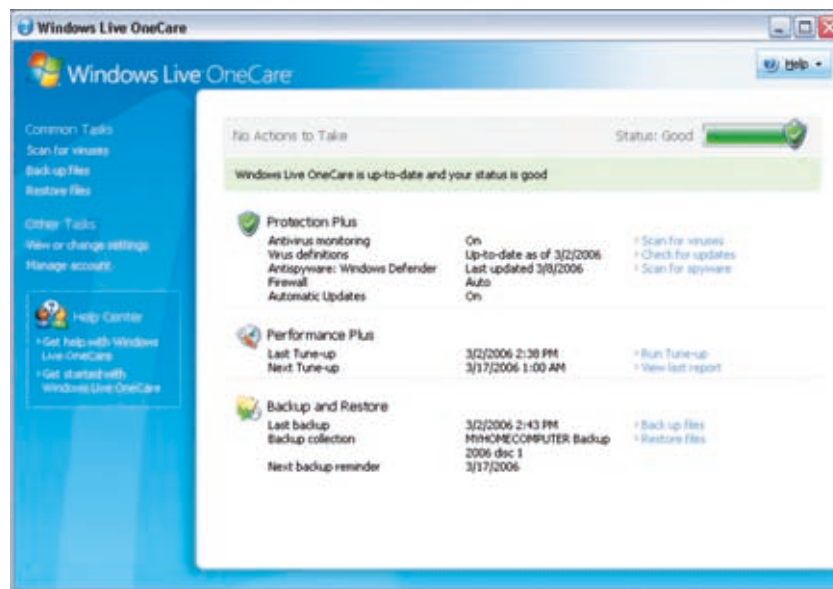 Windows Live OneCare
Windows Live OneCare
Help
Common Tasks
Scan for viruses
Back up files
Restore files
Other Tasks
View or change settings
Manage account
Help Center
Get help with Windows
Live OneCare
Get started with
Windows Live OneCare
No Actions to Take Status: Good
Windows Live OneCare is up-to-date and your status is good
Protection Plus
Antivirus monitoring On Scan for viruses
Virus definitions Up-to-date as of 3/2/2006 Check for updates
Antispyware: Windows Defender Last updated 3/8/2006 Scan for spyware
Firewall Auto
Automatic Updates On
Performance Plus
Last Tune-up 3/2/2006 2:38 PM Run Tune-up
Next Tune-up 3/17/2006 1:00 AM View last report
Backup and Restore
Last backup 3/2/2006 2:43 PM Back up files
Backup collection MYHOMECOMPUTER Backup Restore files
2006 disc 1
Next backup reminder 3/17/2006